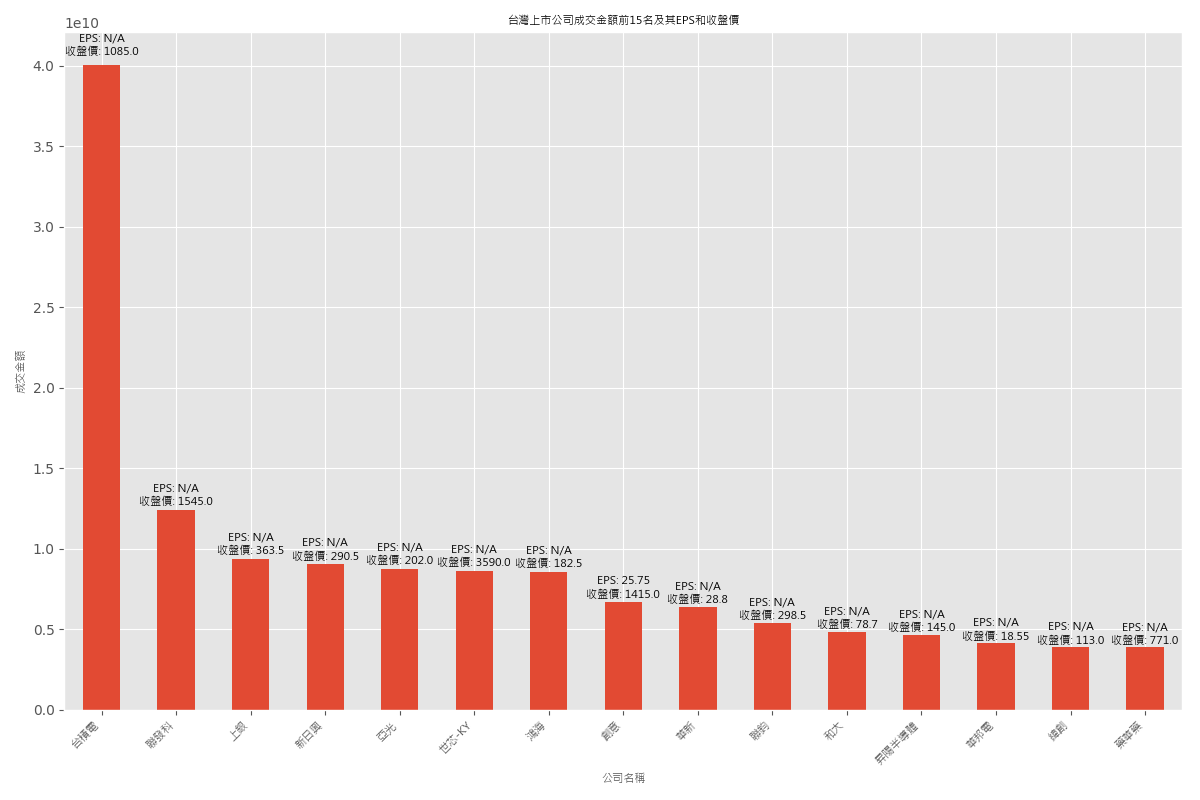 台灣上市公司成交金額前15名及其EPS和收盤價
1e10
EPS: N/A
收盤價: 1085.0
4.0
3.5
3.0
2.5
2.0
1.5
1.0
0.5
0.0
成交金額
EPS: N/A
收盤價: 1545.0
EPS: N/A
收盤價: 363.5
EPS: N/A
收盤價: 290.5
EPS: N/A
收盤價: 202.0
EPS: N/A
收盤價: 3590.0
EPS: N/A
收盤價: 182.5
EPS: 25.75
收盤價: 1415.0
EPS: N/A
收盤價: 28.8
EPS: N/A
收盤價: 298.5
EPS: N/A
收盤價: 78.7
EPS: N/A
收盤價: 145.0
EPS: N/A
收盤價: 18.55
EPS: N/A
收盤價: 113.0
EPS: N/A
收盤價: 771.0
台積電
聯發科
上銀
新日興
亞光
世芯-KY
鴻海
創意
華新
聯鈞
和大
昇陽半導體
華邦電
緯創
藥華藥
公司名稱